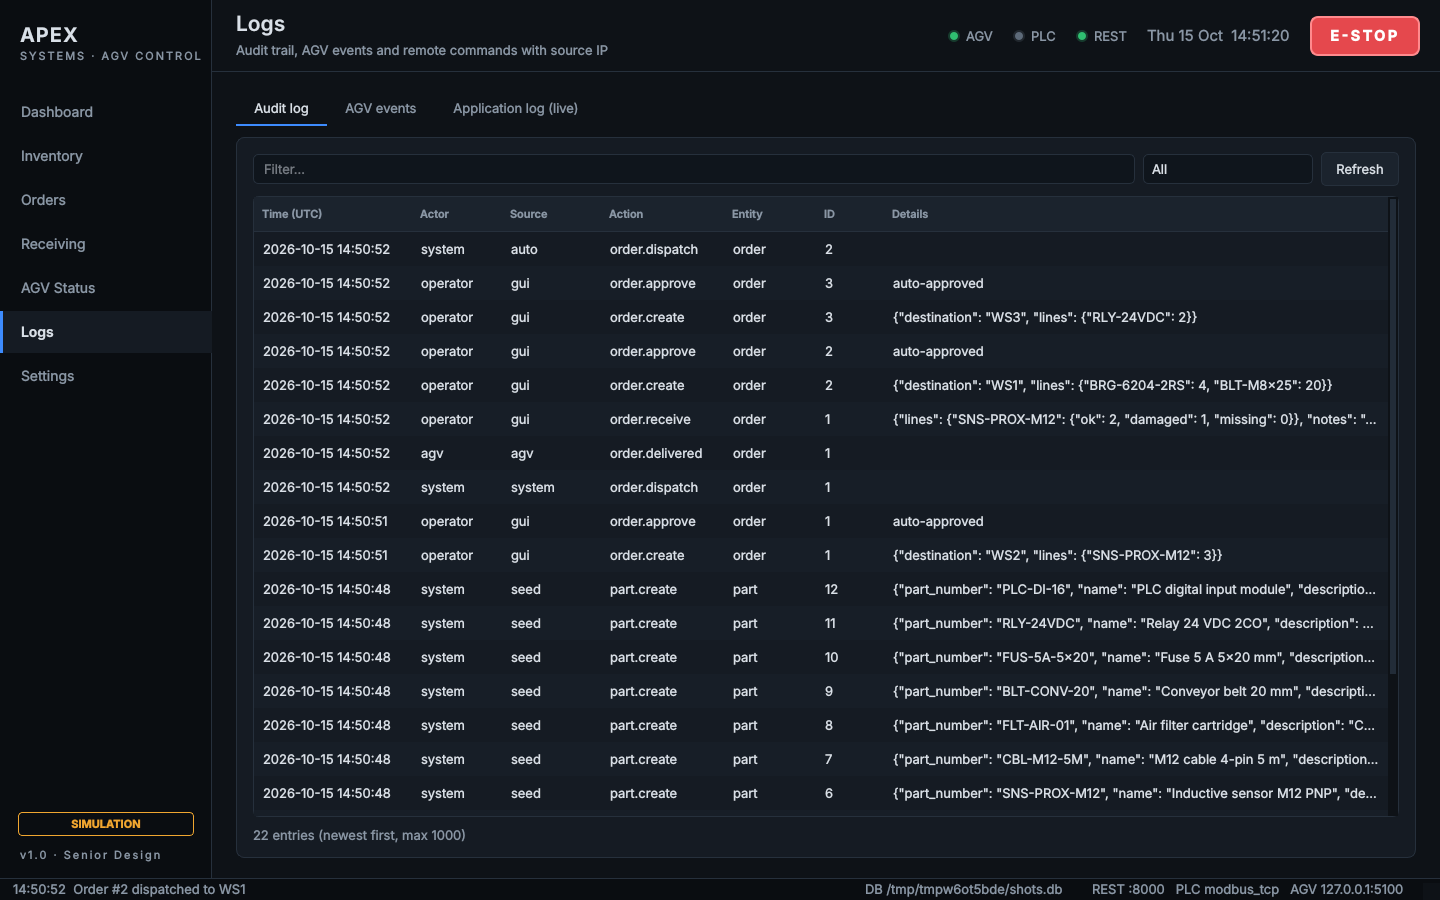 APEX
SYSTEMS · AGV CONTROL
Dashboard
Inventory
Orders
Receiving
AGV Status
Logs
Settings
SIMULATION
v1.0 · Senior Design
Logs
Audit trail, AGV events and remote commands with source IP
AGV PLC REST Thu 15 Oct 14:51:20 E-STOP
Audit log AGV events Application log (live)
Filter... All Refresh
Time (UTC) Actor Source Action Entity ID Details
2026-10-15 14:50:52 system auto order.dispatch order 2
2026-10-15 14:50:52 operator gui order.approve order 3 auto-approved
2026-10-15 14:50:52 operator gui order.create order 3 {"destination": "WS3", "lines": {"RLY-24VDC": 2}}
2026-10-15 14:50:52 operator gui order.approve order 2 auto-approved
2026-10-15 14:50:52 operator gui order.create order 2 {"destination": "WS1", "lines": {"BRG-6204-2RS": 4, "BLT-M8×25": 20}}
2026-10-15 14:50:52 operator gui order.receive order 1 {"lines": {"SNS-PROX-M12": {"ok": 2, "damaged": 1, "missing": 0}}, "notes": "...
2026-10-15 14:50:52 agv agv order.delivered order 1
2026-10-15 14:50:52 system system order.dispatch order 1
2026-10-15 14:50:51 operator gui order.approve order 1 auto-approved
2026-10-15 14:50:51 operator gui order.create order 1 {"destination": "WS2", "lines": {"SNS-PROX-M12": 3}}
2026-10-15 14:50:48 system seed part.create part 12 {"part_number": "PLC-DI-16", "name": "PLC digital input module", "descriptio...
2026-10-15 14:50:48 system seed part.create part 11 {"part_number": "RLY-24VDC", "name": "Relay 24 VDC 2CO", "description": ...
2026-10-15 14:50:48 system seed part.create part 10 {"part_number": "FUS-5A-5×20", "name": "Fuse 5 A 5×20 mm", "description...
2026-10-15 14:50:48 system seed part.create part 9 {"part_number": "BLT-CONV-20", "name": "Conveyor belt 20 mm", "descripti...
2026-10-15 14:50:48 system seed part.create part 8 {"part_number": "FLT-AIR-01", "name": "Air filter cartridge", "description": "C...
2026-10-15 14:50:48 system seed part.create part 7 {"part_number": "CBL-M12-5M", "name": "M12 cable 4-pin 5 m", "description...
2026-10-15 14:50:48 system seed part.create part 6 {"part_number": "SNS-PROX-M12", "name": "Inductive sensor M12 PNP", "de...
22 entries (newest first, max 1000)
14:50:52 Order #2 dispatched to WS1 DB /tmp/tmpw6ot5bde/shots.db REST :8000 PLC modbus_tcp AGV 127.0.0.1:5100